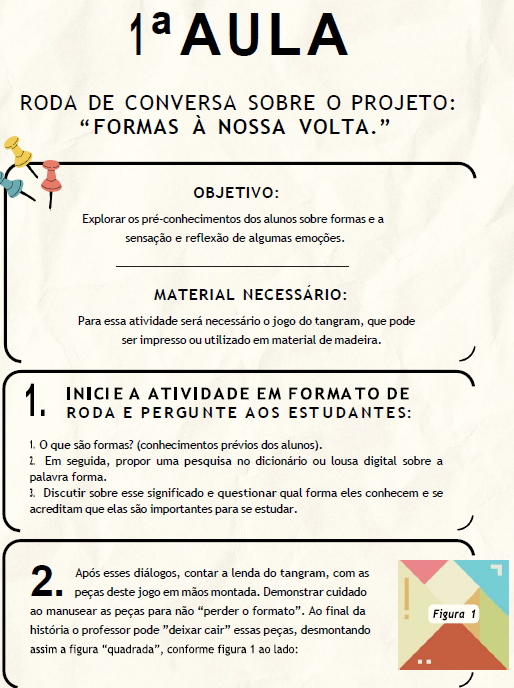 1ª AULA
RODA DE CONVERSA SOBRE O PROJETO:
“FORMAS À NOSSA VOLTA.”
OBJETIVO:
Explorar os pré-conhecimentos dos alunos sobre formas e a
sensação e reflexão de algumas emoções.
MATERIAL NECESSÁRIO:
Para essa atividade será necessário o jogo do tangram, que pode
ser impresso ou utilizado em material de madeira.
1. INICIE A ATIVIDADE EM FORMATO DE
RODA E PERGUNTE AOS ESTUDANTES:
1. O que são formas? (conhecimentos prévios dos alunos).
2. Em seguida, propor uma pesquisa no dicionário ou lousa digital sobre a
palavra forma.
3. Discutir sobre esse significado e questionar qual forma eles conhecem e se
acreditam que elas são importantes para se estudar.
2. Após esses diálogos, contar a lenda do tangram, com as
peças deste jogo em mãos montada. Demonstrar cuidado
ao manusear as peças para não “perder o formato”. Ao final da
história o professor pode ”deixar cair” essas peças, desmontando
assim a figura “quadrada”, conforme figura 1 ao lado:
Figura 1